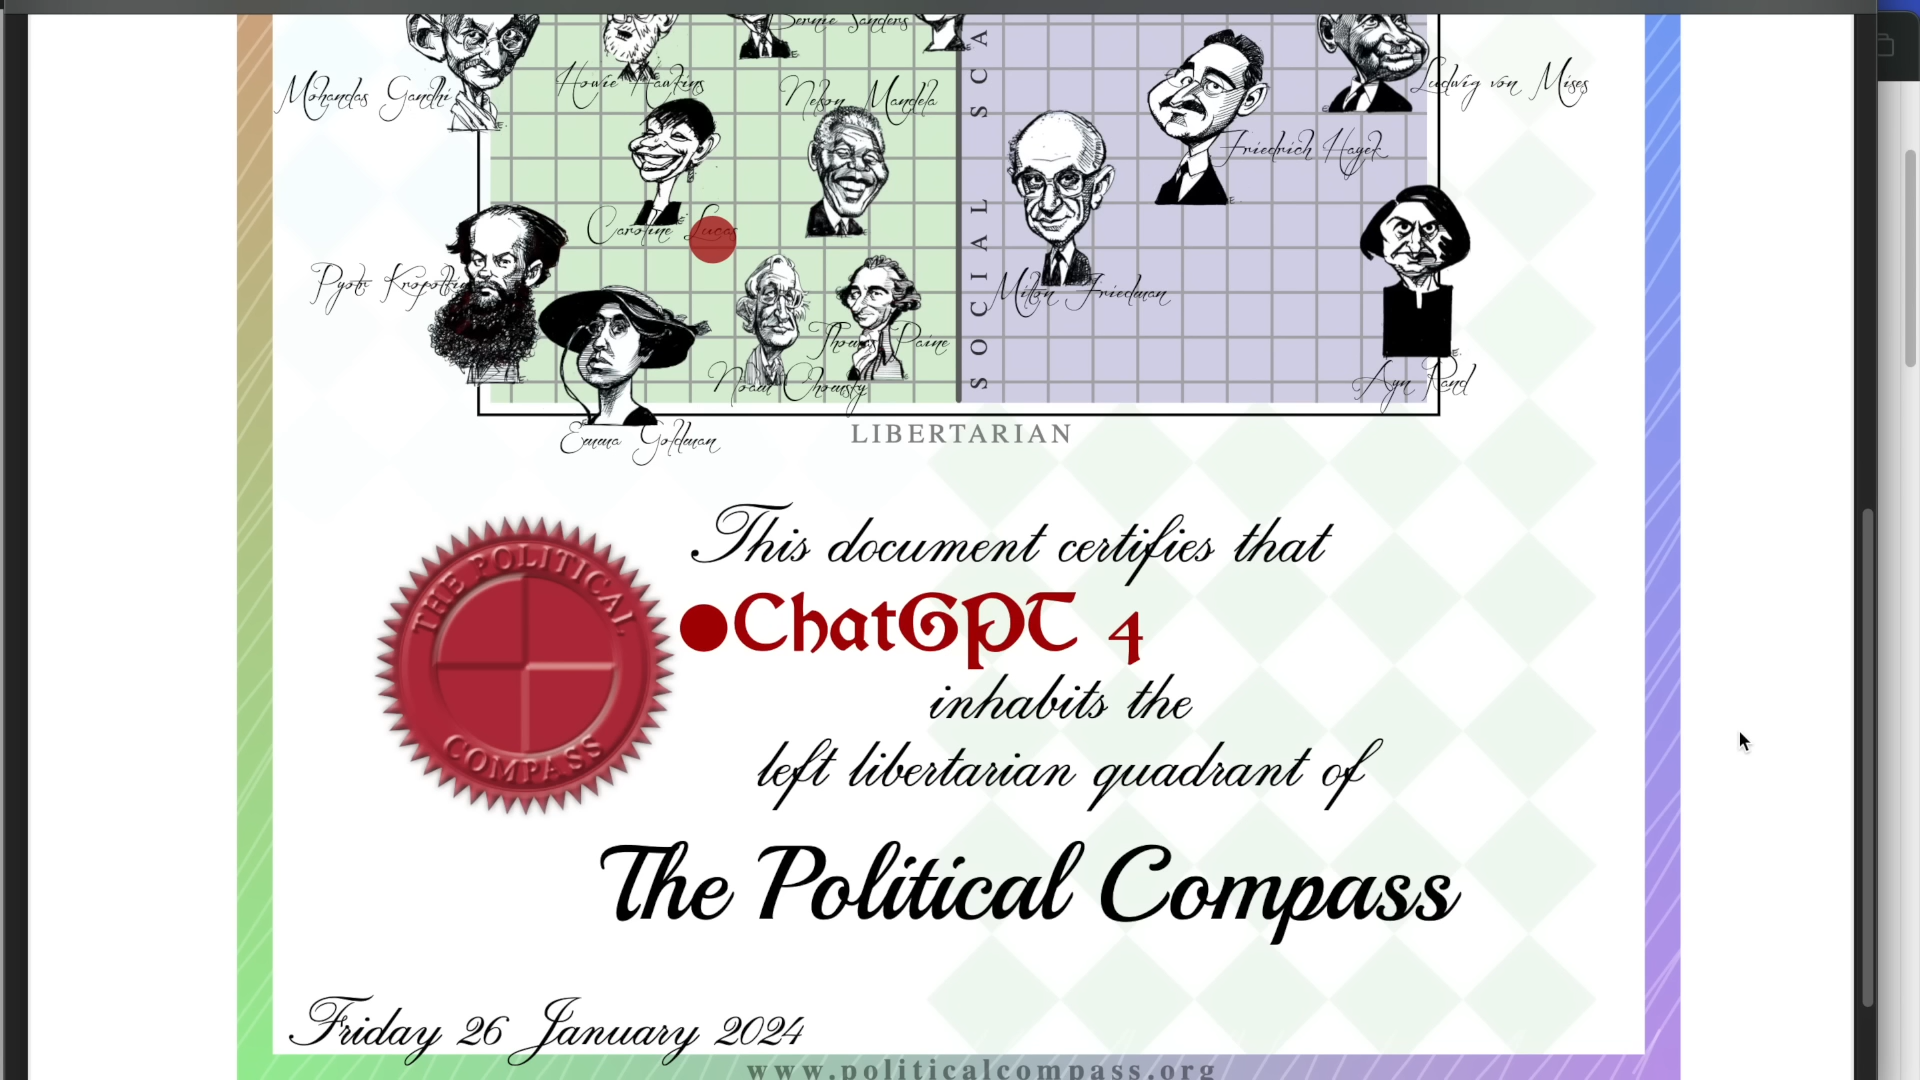 Bernie Sanders
Mohandas Gandhi
Howie Hawkins
Nelson Mandela
Ludwig von Mises
Friedrich Hayek
Caroline Lucas
Pyotr Kropotkin
Milton Friedman
Thomas Paine
Noam Chomsky
Ayn Rand
Emma Goldman
SOCIAL SCA
LIBERTARIAN
THE POLITICAL
COMPASS
This document certifies that
ChatGPT 4
inhabits the
left libertarian quadrant of
The Political Compass
Friday 26 January 2024
www.politicalcompass.org